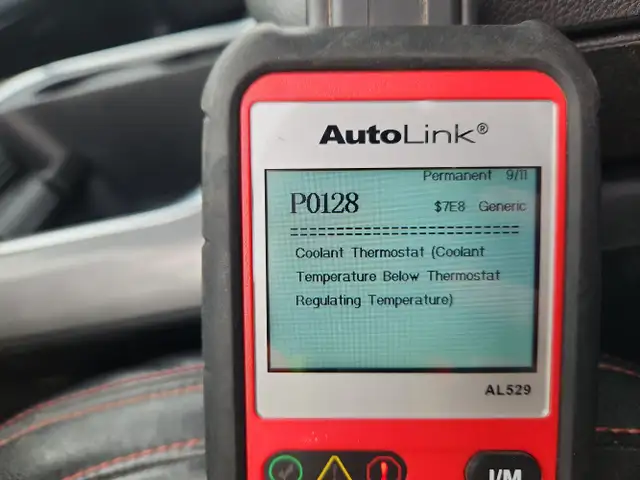 AutoLink®
Permanent 9/11
P0128 $7E8 Generic
=============================
Coolant Thermostat (Coolant
Temperature Below Thermostat
Regulating Temperature)
AL529
I/M